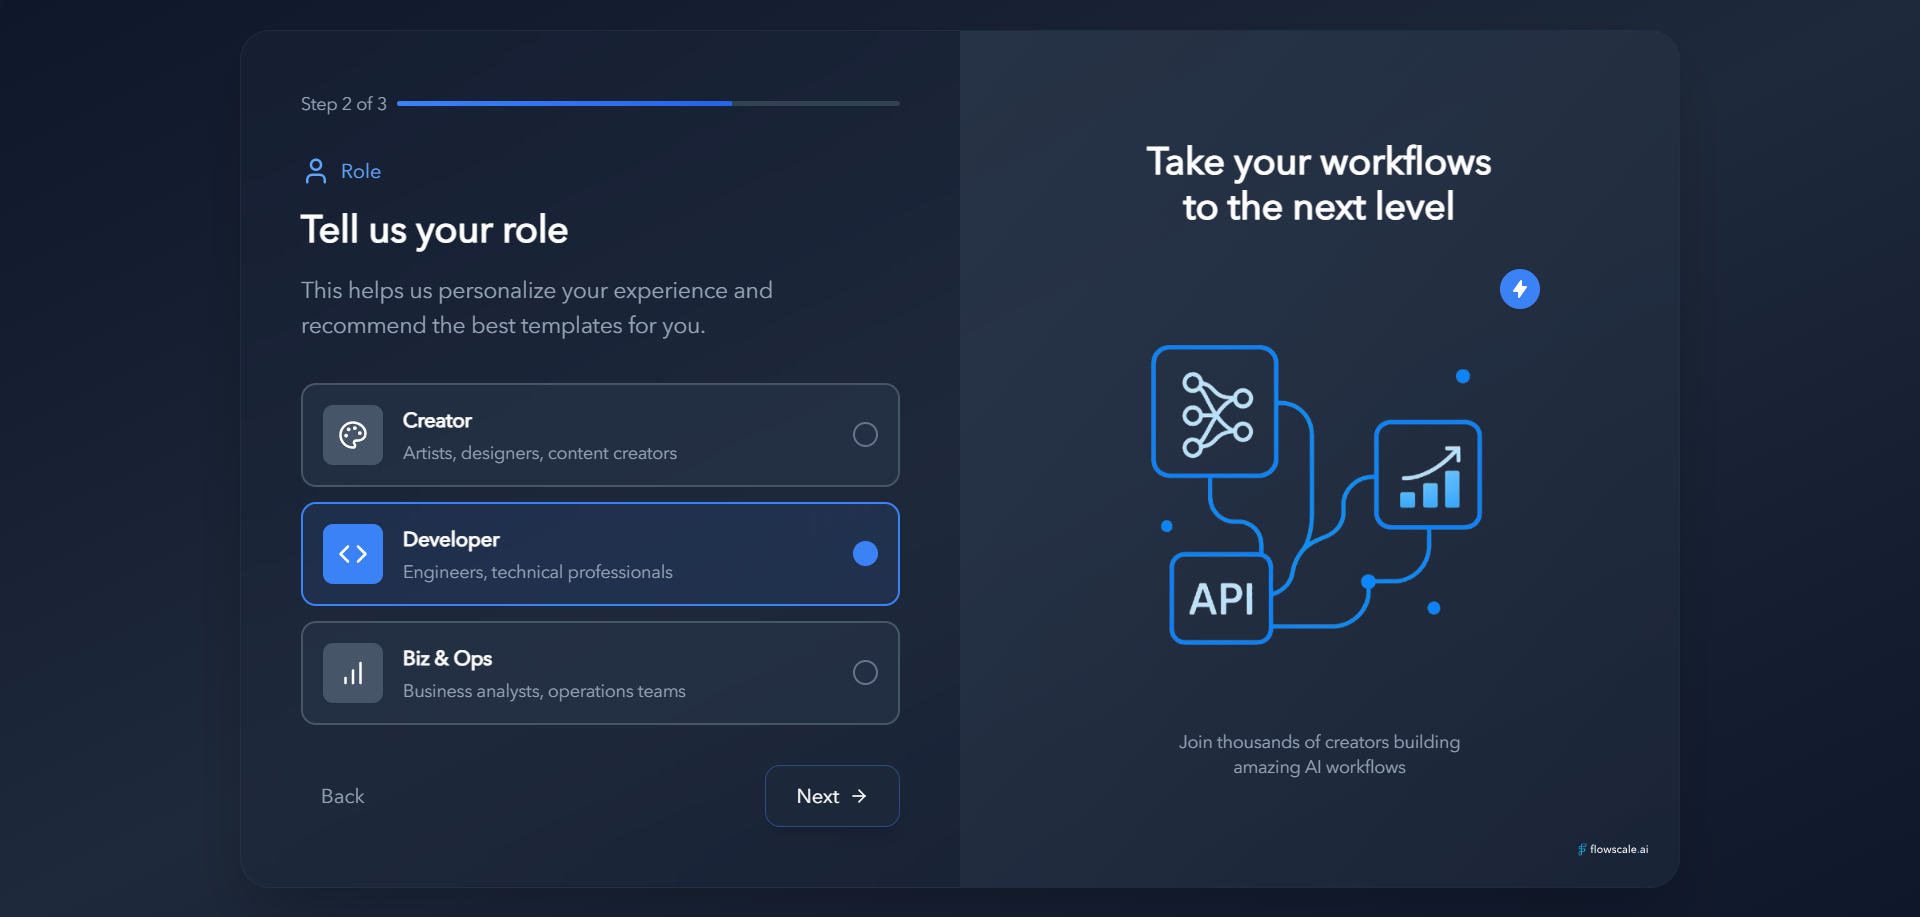 Step 2 of 3
Role
Tell us your role
This helps us personalize your experience and
recommend the best templates for you.
Creator
Artists, designers, content creators
Developer
Engineers, technical professionals
Biz & Ops
Business analysts, operations teams
Back
Next
Take your workflows
to the next level
API
Join thousands of creators building
amazing AI workflows
flowscale.ai